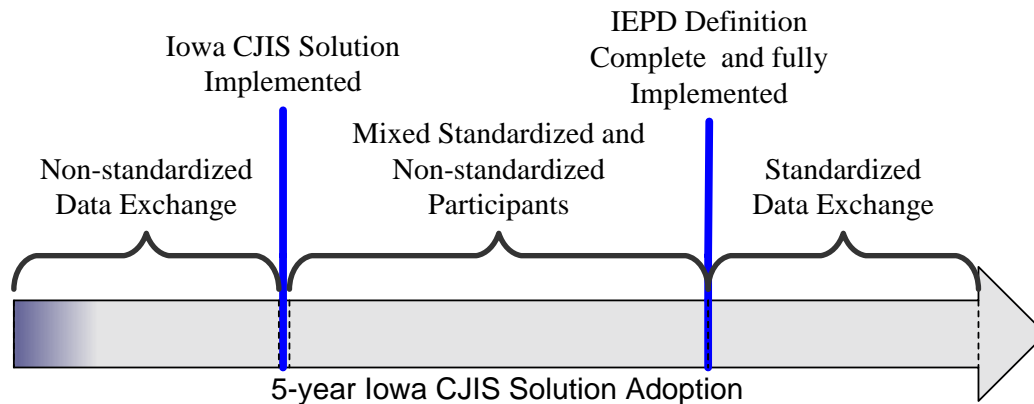 Iowa CJIS Solution
Implemented
IEPD Definition
Complete and fully
Implemented
Non-standardized
Data Exchange
Mixed Standardized and
Non-standardized
Participants
Standardized
Data Exchange
5-year Iowa CJIS Solution Adoption